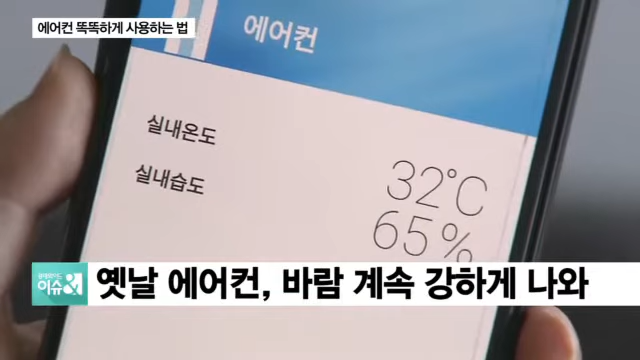 에어컨 똑똑하게 사용하는 법
에어컨
실내온도
32℃
실내습도
65%
이슈&
옛날 에어컨, 바람 계속 강하게 나와